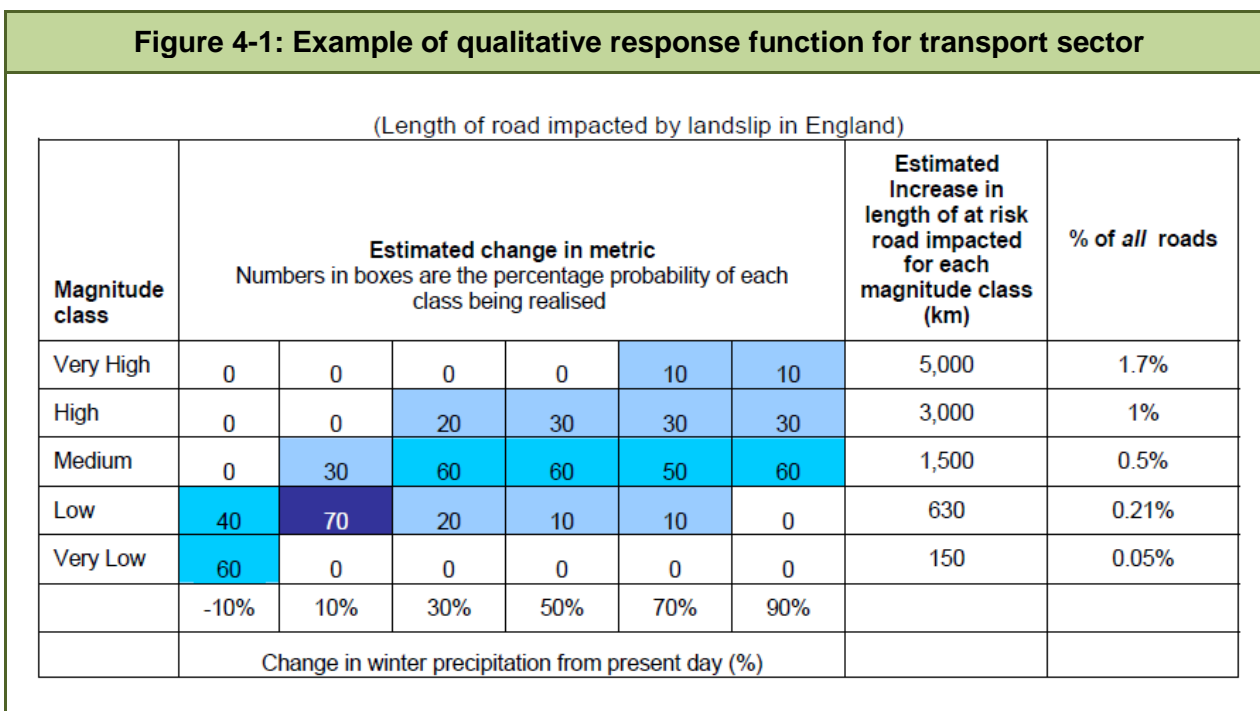 Figure 4-1: Example of qualitative response function for transport sector
(Length of road impacted by landslip in England)
Magnitude
class
Estimated change in metric
Numbers in boxes are the percentage probability of each
class being realised
Estimated
Increase in
length of at risk
road impacted
for each
magnitude class
(km)
% of all roads
Very High 0 0 0 0 10 10 5,000 1.7%
High 0 0 20 30 30 30 3,000 1%
Medium 0 30 60 60 50 60 1,500 0.5%
Low 40 70 20 10 10 0 630 0.21%
Very Low 60 0 0 0 0 0 150 0.05%
-10% 10% 30% 50% 70% 90%
Change in winter precipitation from present day (%)